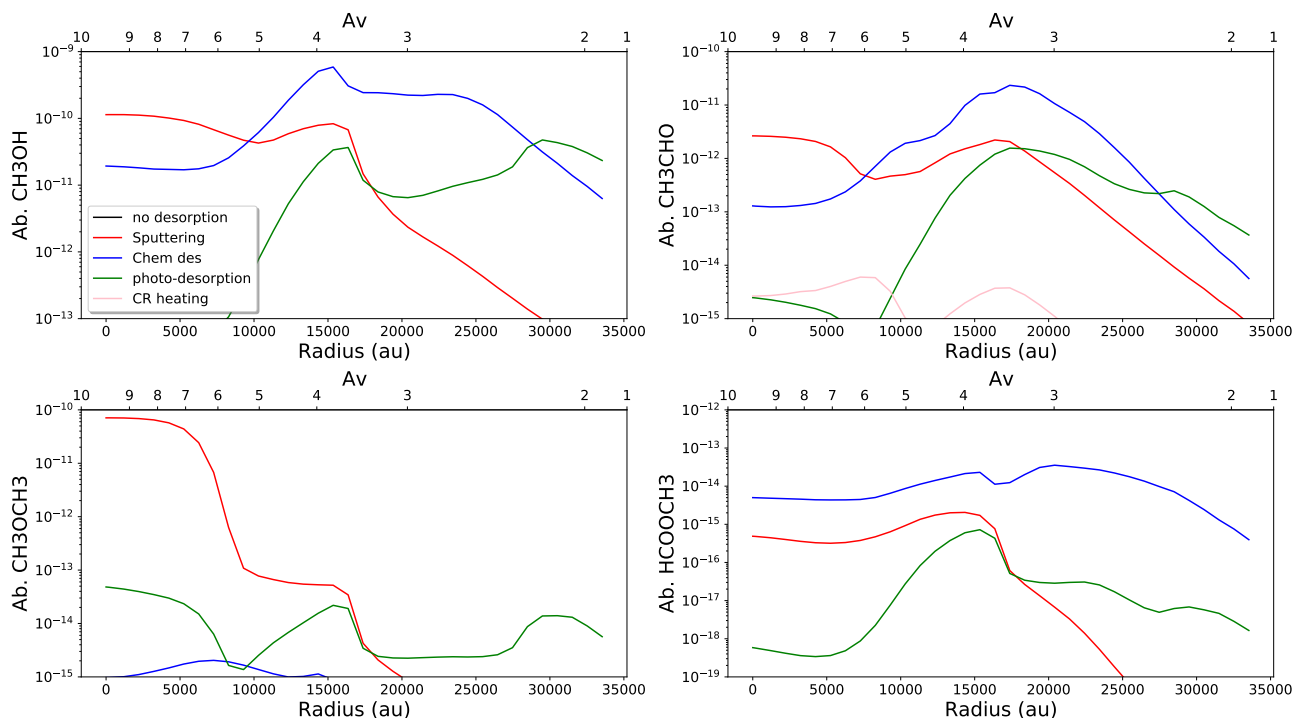 Av
10 9 8 7 6 5 4 3 2 1
Ab. CH3OH
10⁻⁹
10⁻¹⁰
10⁻¹¹
10⁻¹²
10⁻¹³
no desorption
Sputtering
Chem des
photo-desorption
CR heating
0 5000 10000 15000 20000 25000 30000 35000
Radius (au)
Av
10 9 8 7 6 5 4 3 2 1
Ab. CH3CHO
10⁻¹⁰
10⁻¹¹
10⁻¹²
10⁻¹³
10⁻¹⁴
10⁻¹⁵
0 5000 10000 15000 20000 25000 30000 35000
Radius (au)
Av
10 9 8 7 6 5 4 3 2 1
Ab. CH3OCH3
10⁻¹⁰
10⁻¹¹
10⁻¹²
10⁻¹³
10⁻¹⁴
10⁻¹⁵
0 5000 10000 15000 20000 25000 30000 35000
Radius (au)
Av
10 9 8 7 6 5 4 3 2 1
Ab. HCOOCH3
10⁻¹²
10⁻¹³
10⁻¹⁴
10⁻¹⁵
10⁻¹⁶
10⁻¹⁷
10⁻¹⁸
10⁻¹⁹
0 5000 10000 15000 20000 25000 30000 35000
Radius (au)